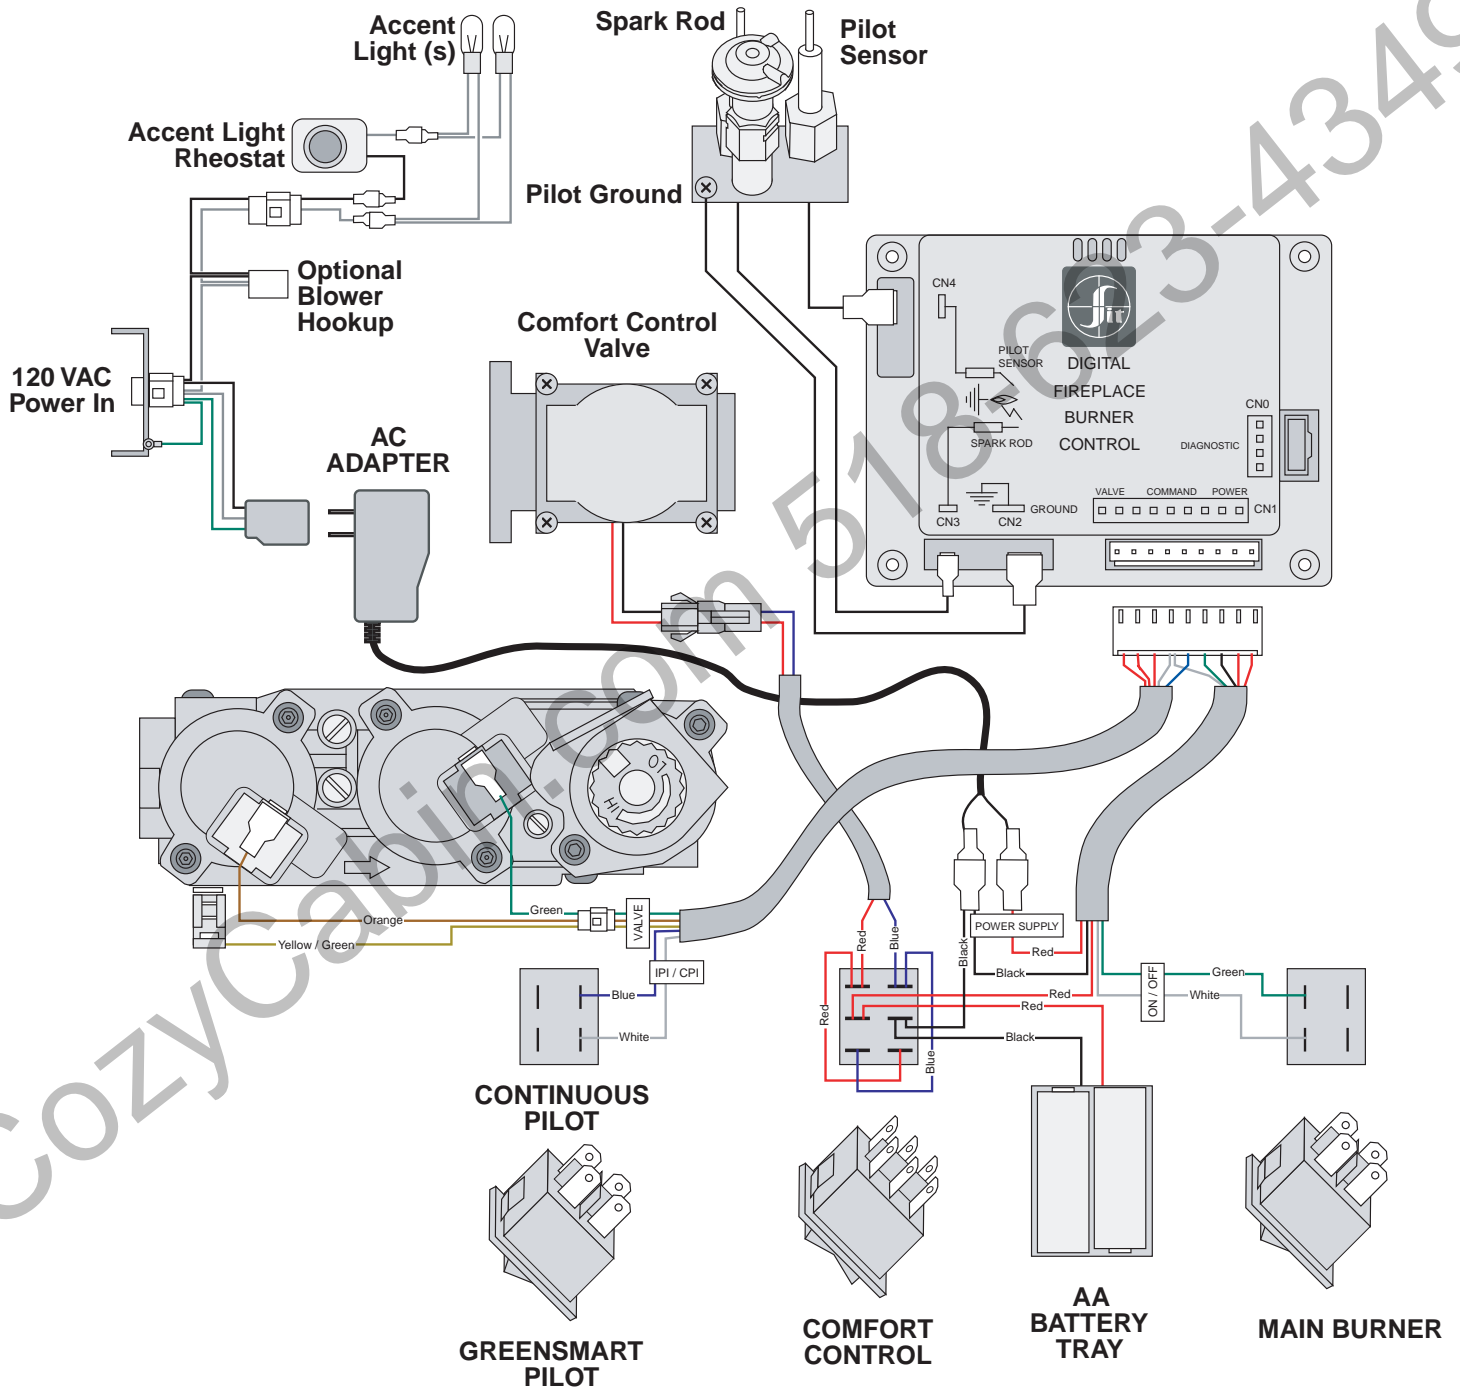 Accent
Light (s)
Spark Rod
Pilot
Sensor
Accent Light
Rheostat
Pilot Ground
Optional
Blower
Hookup
Comfort Control
Valve
120 VAC
Power In
AC
ADAPTER
CN4
PILOT
SENSOR
SPARK ROD
fit
DIGITAL
FIREPLACE
BURNER
CONTROL
CN0
DIAGNOSTIC
VALVE COMMAND POWER
CN1
GROUND
CN3
CN2
HI
Orange
Green
Yellow / Green
VALVE
IPI / CPI
Blue
White
Red
Blue
Black
POWER SUPPLY
Red
Black
Red
Red
Red
Black
Blue
ON / OFF
Green
White
CONTINUOUS
PILOT
GREENSMART
PILOT
COMFORT
CONTROL
AA
BATTERY
TRAY
MAIN BURNER
CozyCabin.com 518-623-4349